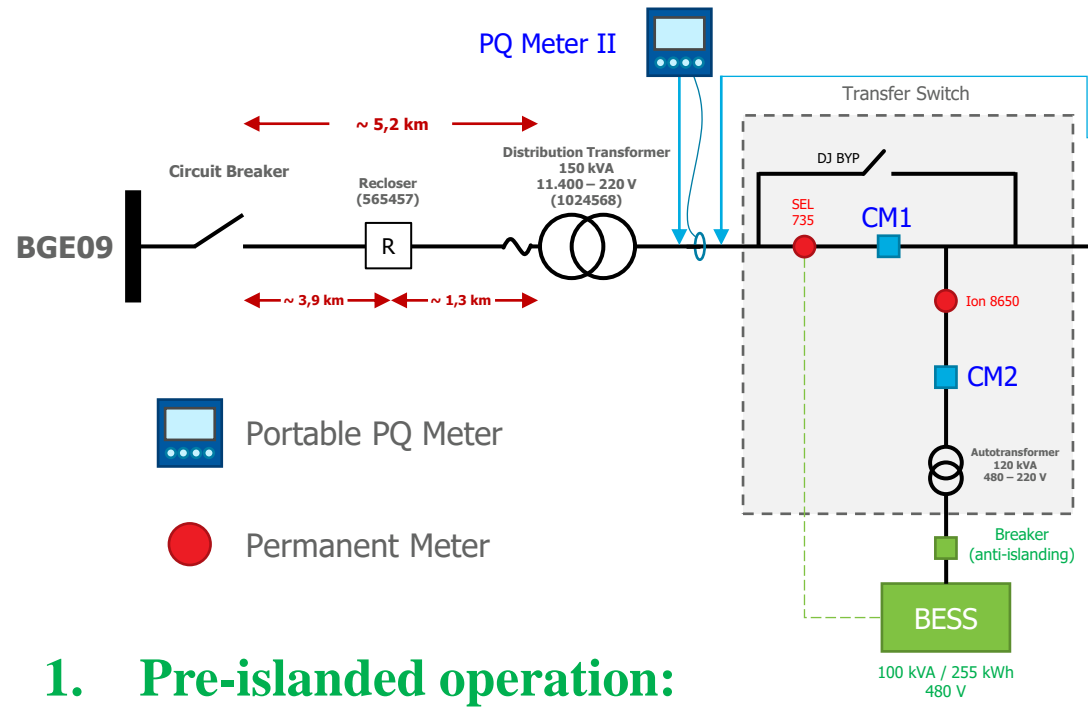 PQ Meter II
Transfer Switch
~ 5,2 km
Circuit Breaker
Recloser
(565457)
Distribution Transformer
150 kVA
11.400 – 220 V
(1024568)
DJ BYP
SEL
735
CM1
BGE09
R
~ 3,9 km
~ 1,3 km
Ion 8650
CM2
Portable PQ Meter
Autotransformer
120 kVA
480 – 220 V
Permanent Meter
Breaker
(anti-islanding)
BESS
100 kVA / 255 kWh
480 V
1. Pre-islanded operation: